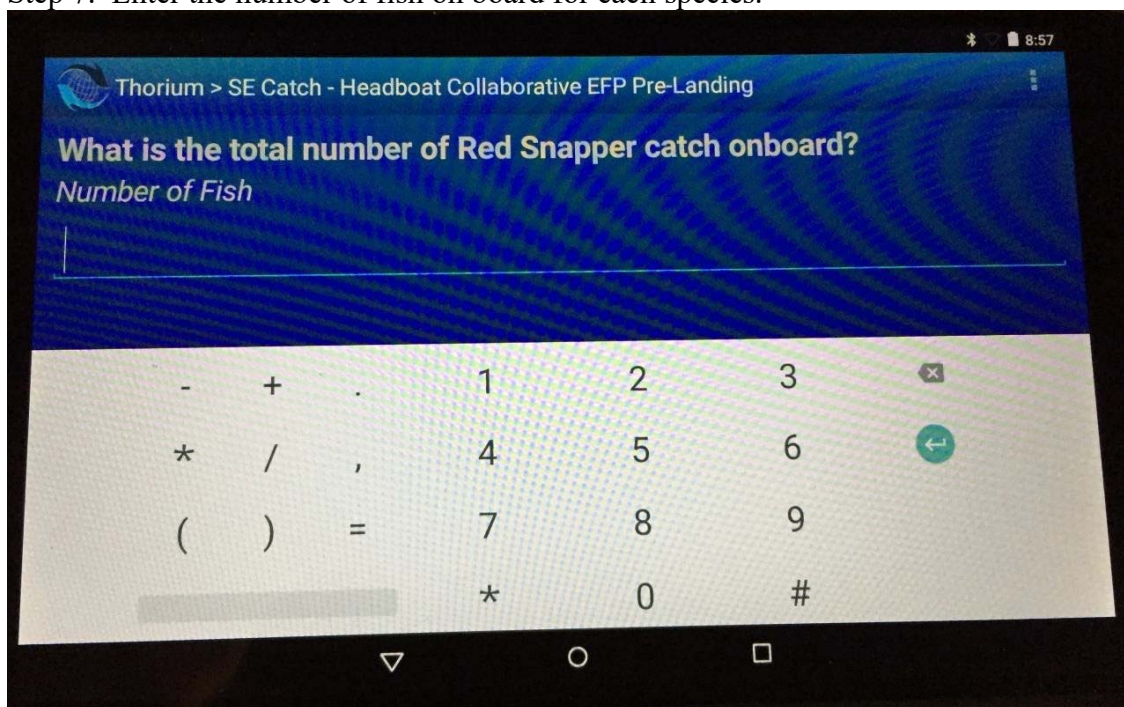 Step 7. Enter the number of fish on board for each species.
8:57
Thorium > SE Catch - Headboat Collaborative EFP Pre-Landing
What is the total number of Red Snapper catch onboard?
Number of Fish
- + . 1 2 3
* / , 4 5 6
( ) = 7 8 9
* 0 #